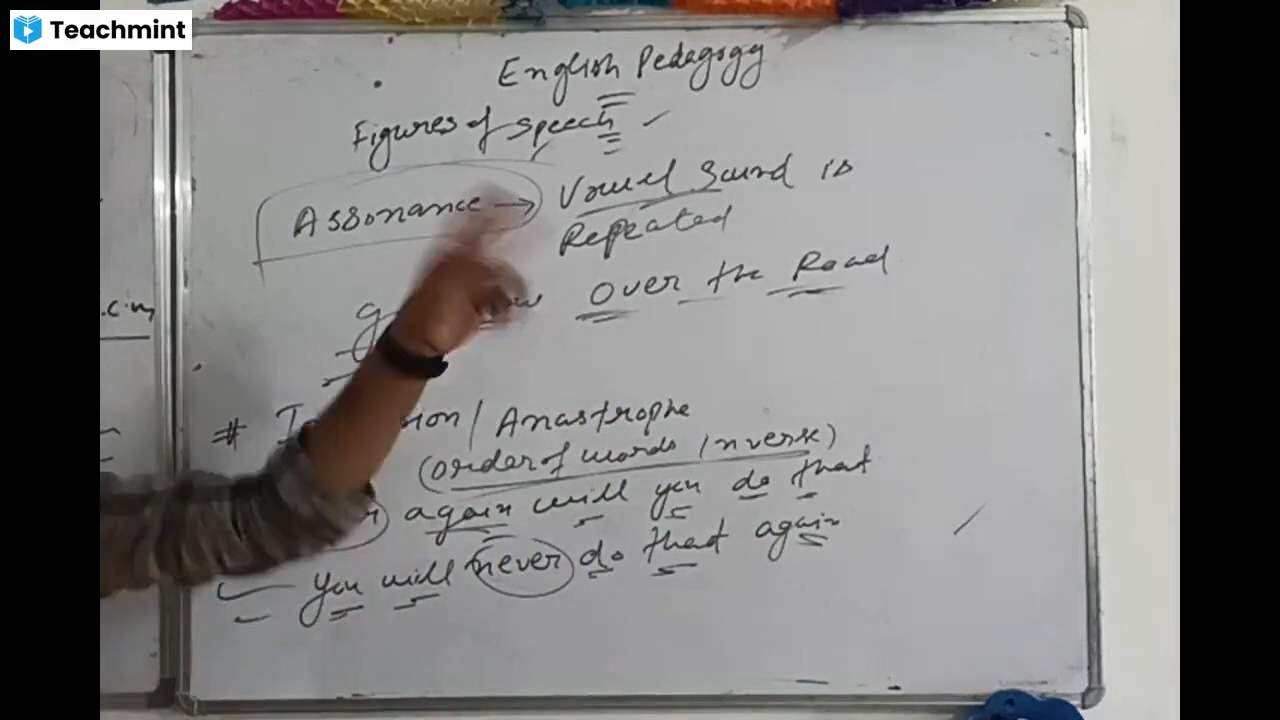 Teachmint
English Pedagogy
Figures of speech
Assonance → Vowel Sound is
Repeated
Over the Road
.c.m
# / Anastrophe
(order of words inverse)
again will you do that
You will never do that again